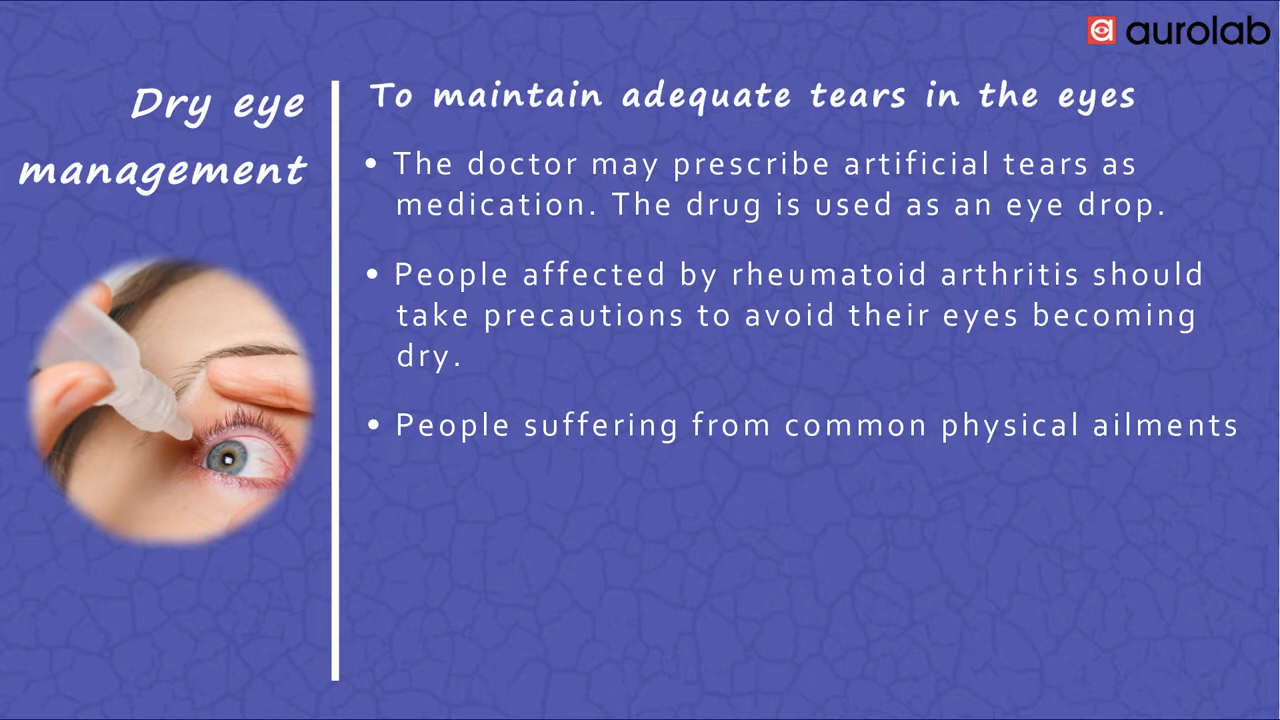 aurolab
Dry eye
management
To maintain adequate tears in the eyes
• The doctor may prescribe artificial tears as
medication. The drug is used as an eye drop.
• People affected by rheumatoid arthritis should
take precautions to avoid their eyes becoming
dry.
• People suffering from common physical ailments